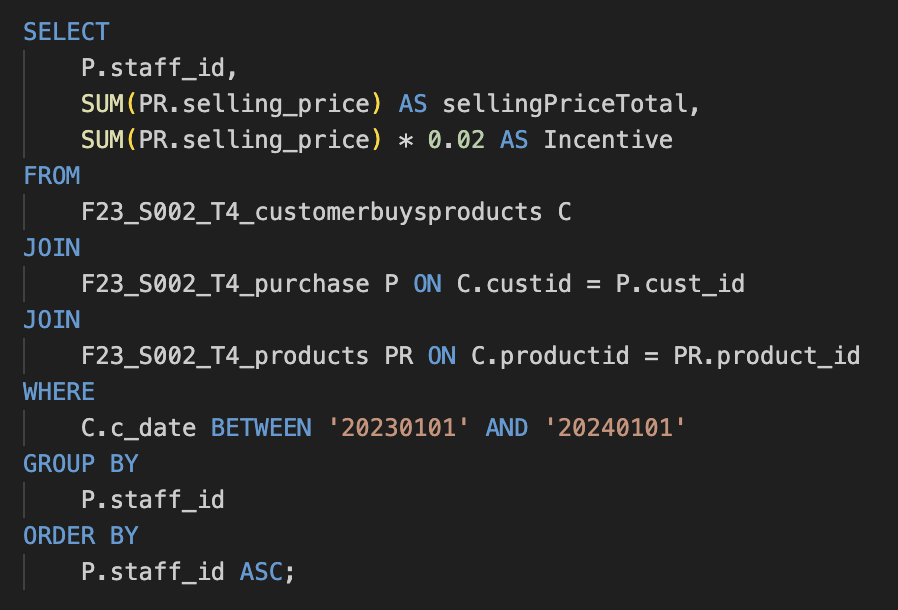 SELECT
P.staff_id,
SUM(PR.selling_price) AS sellingPriceTotal,
SUM(PR.selling_price) * 0.02 AS Incentive
FROM
F23_S002_T4_customerbuysproducts C
JOIN
F23_S002_T4_purchase P ON C.custid = P.cust_id
JOIN
F23_S002_T4_products PR ON C.productid = PR.product_id
WHERE
C.c_date BETWEEN '20230101' AND '20240101'
GROUP BY
P.staff_id
ORDER BY
P.staff_id ASC;